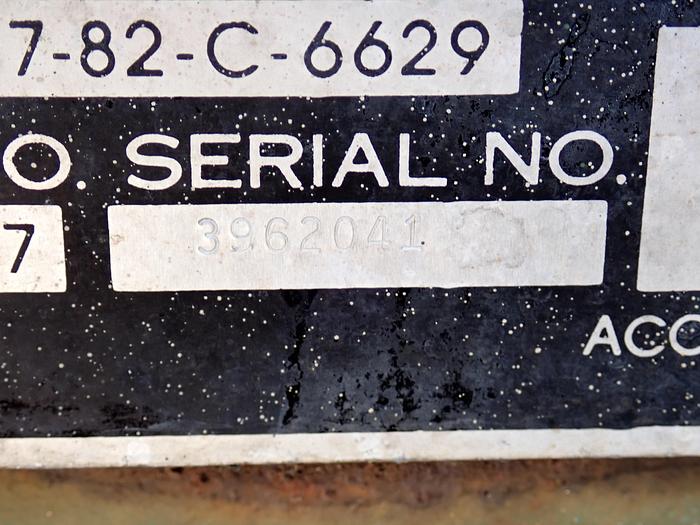 7-82-C-6629
O. SERIAL NO.
7 3962041
ACC